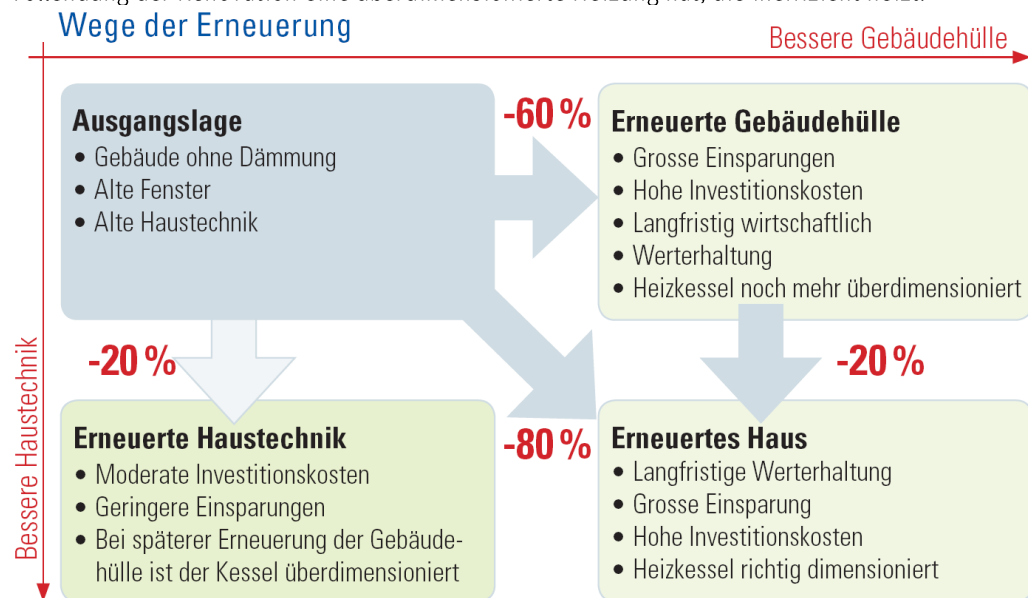 Wege der Erneuerung
Bessere Gebäudehülle
Ausgangslage
• Gebäude ohne Dämmung
• Alte Fenster
• Alte Haustechnik
-60 %
Erneuerte Gebäudehülle
• Grosse Einsparungen
• Hohe Investitionskosten
• Langfristig wirtschaftlich
• Werterhaltung
• Heizkessel noch mehr überdimensioniert
Bessere Haustechnik
-20 %
-20 %
Erneuerte Haustechnik
• Moderate Investitionskosten
• Geringere Einsparungen
• Bei späterer Erneuerung der Gebäude-
hülle ist der Kessel überdimensioniert
-80 %
Erneuertes Haus
• Langfristige Werterhaltung
• Grosse Einsparung
• Hohe Investitionskosten
• Heizkessel richtig dimensioniert